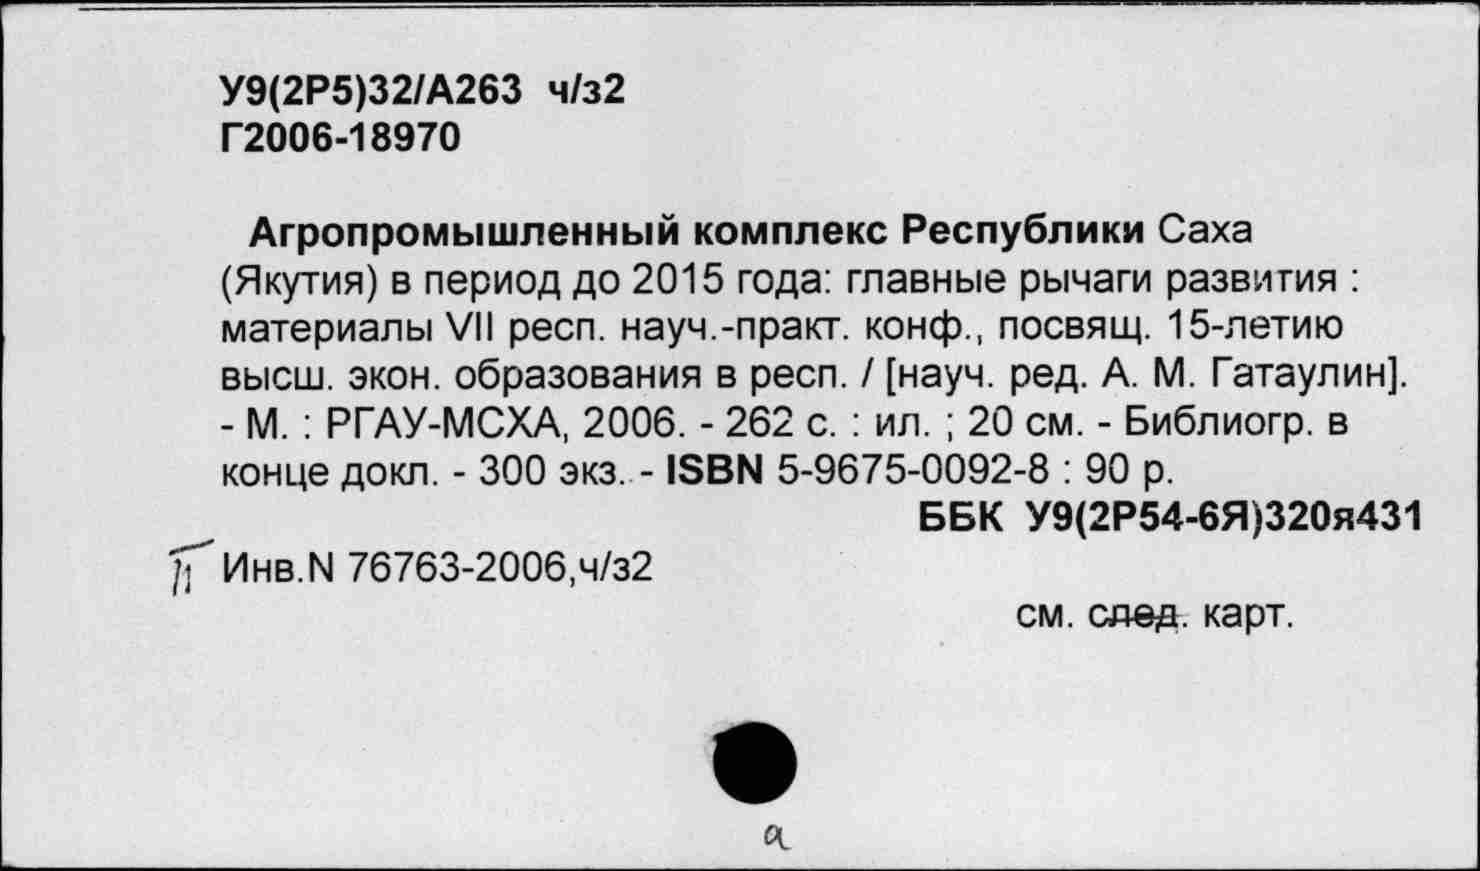 У9(2Р5)32/А263 ч/з2
Г2006-18970
Агропромышленный комплекс Республики Саха
(Якутия) в период до 2015 года: главные рычаги развития :
материалы VII респ. науч.-практ. конф., посвящ. 15-летию
высш. экон. образования в респ. / [науч. ред. А. М. Гатаулин].
- М. : РГАУ-МСХА, 2006. - 262 с. : ил. ; 20 см. - Библиогр. в
конце докл. - 300 экз. - ISBN 5-9675-0092-8 : 90 р.
ББК У9(2Р54-6Я)320я431
Инв.N 76763-2006,ч/з2
см. след. карт.
а